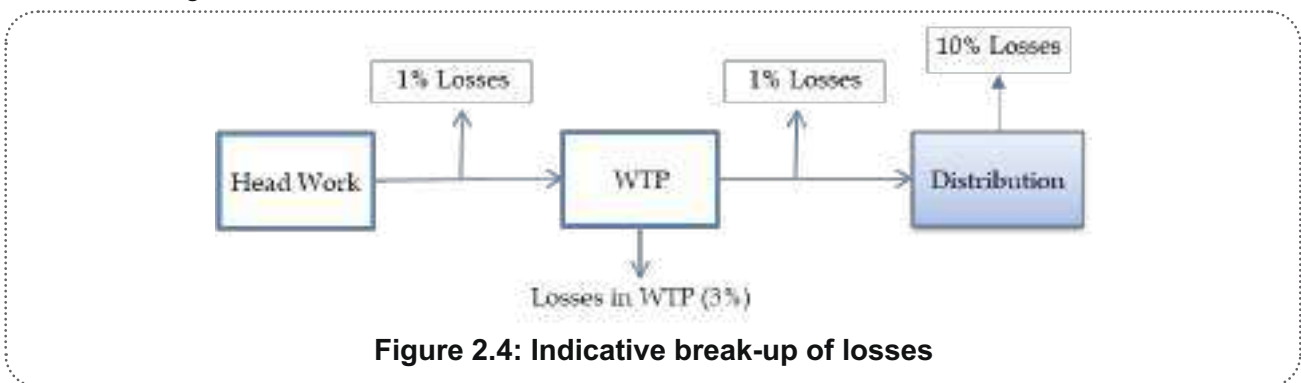 10% Losses
1% Losses
1% Losses
Head Work
WTP
Distribution
Losses in WTP (3%)
Figure 2.4: Indicative break-up of losses